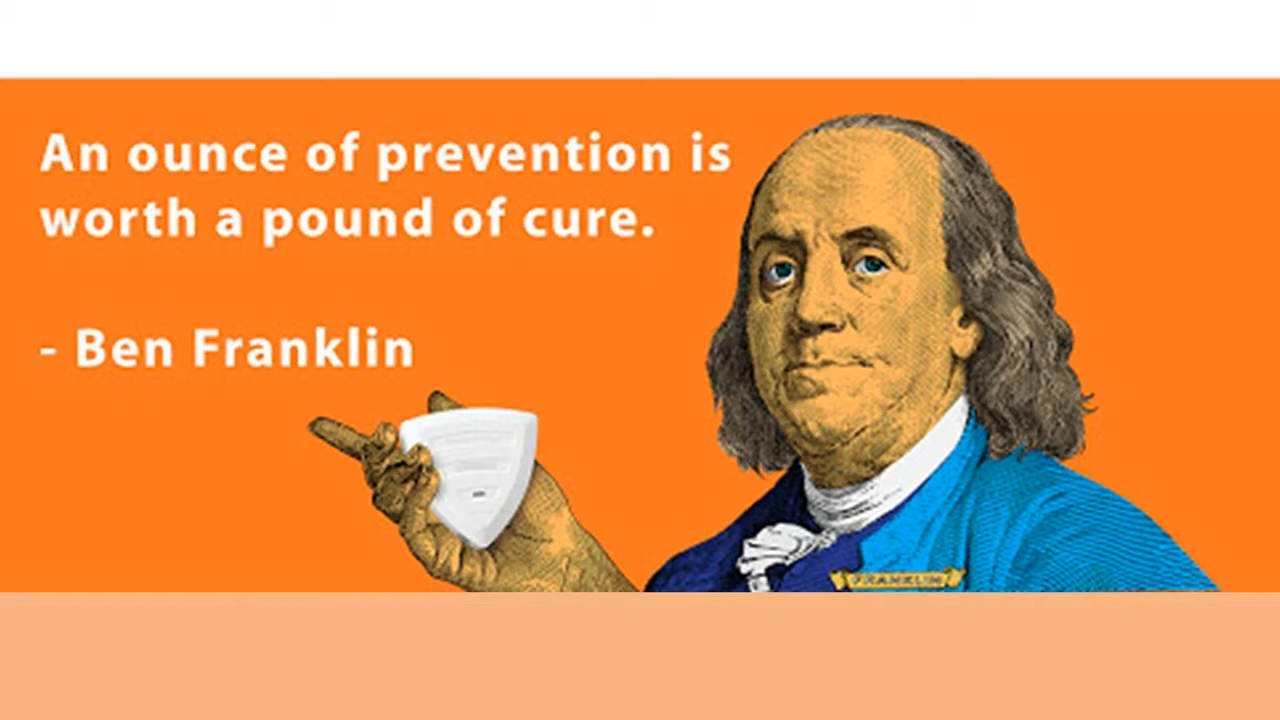 An ounce of prevention is
worth a pound of cure.
- Ben Franklin
FRANKLIN